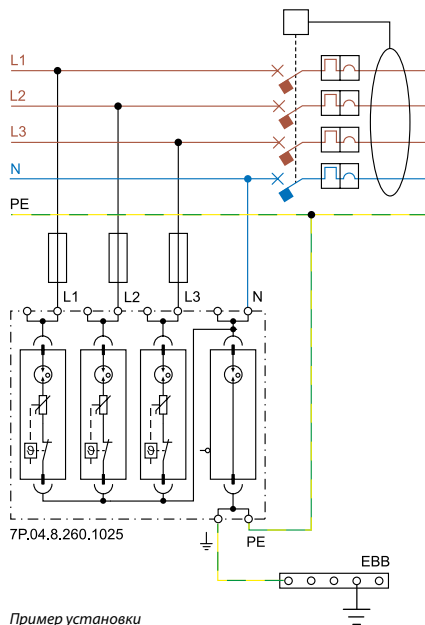 L1
L2
L3
N
PE
L1 L2 L3 N
ϑ ϑ ϑ
7P.04.8.260.1025
PE
EBB
Пример установки